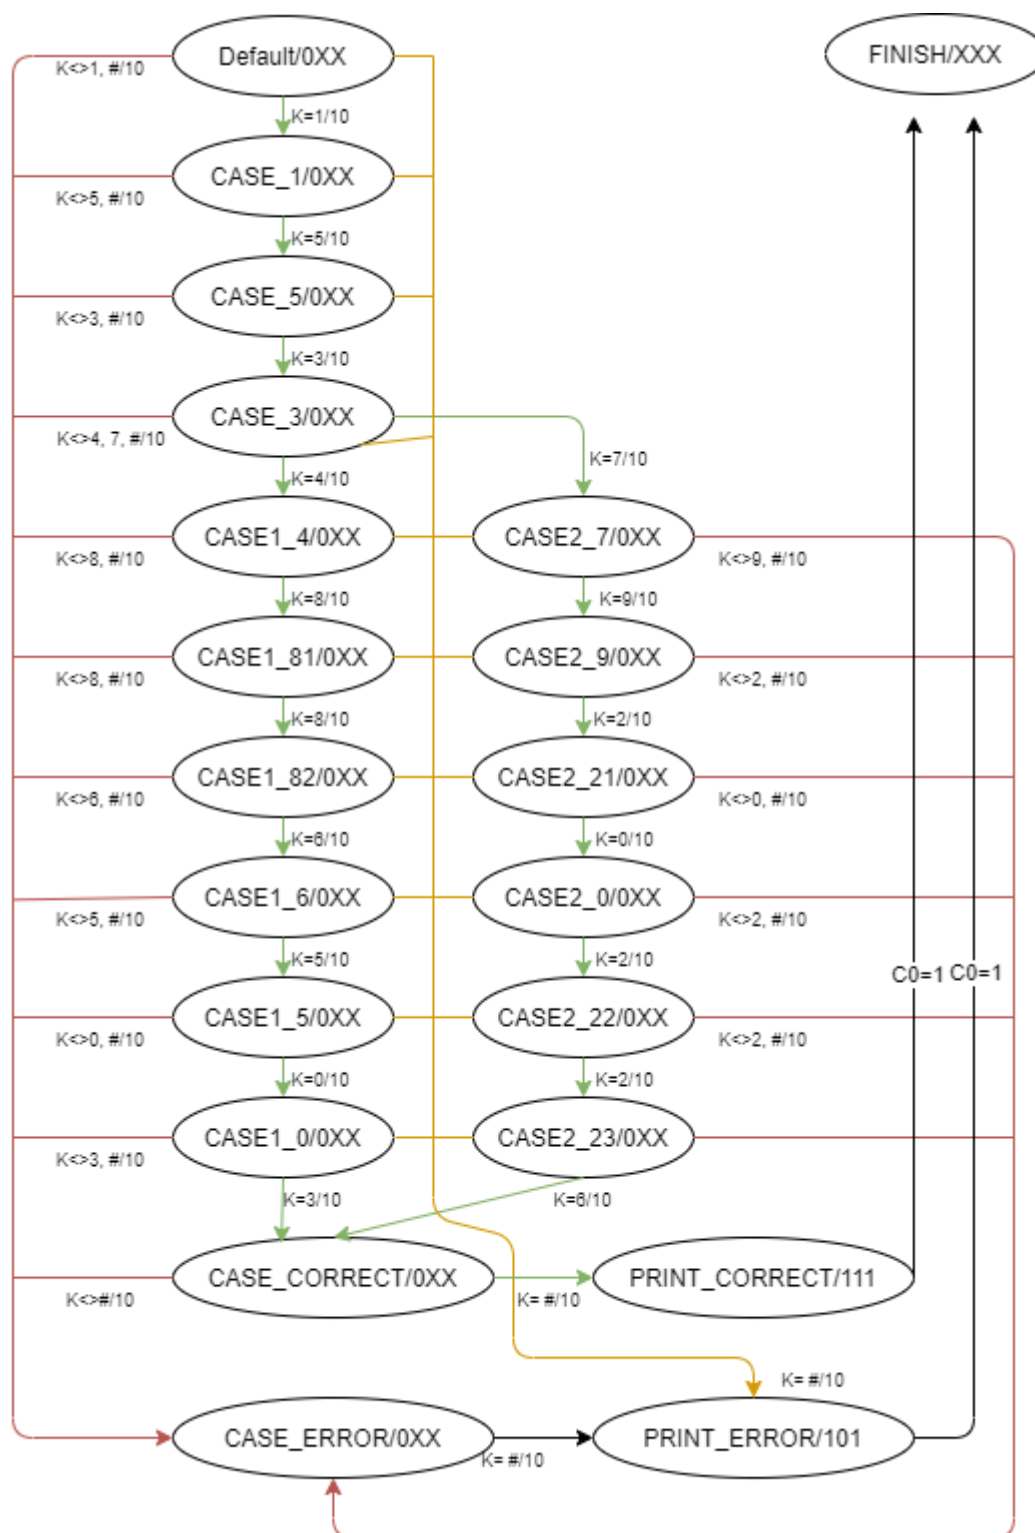 Default/0XX
FINISH/XXX
K<>1, #/10
K=1/10
CASE_1/0XX
K<>5, #/10
K=5/10
CASE_5/0XX
K<>3, #/10
K=3/10
CASE_3/0XX
K<>4, 7, #/10
K=7/10
K=4/10
CASE1_4/0XX
CASE2_7/0XX
K<>8, #/10
K<>9, #/10
K=8/10
K=9/10
CASE1_81/0XX
CASE2_9/0XX
K<>8, #/10
K<>2, #/10
K=8/10
K=2/10
CASE1_82/0XX
CASE2_21/0XX
K<>6, #/10
K<>0, #/10
K=6/10
K=0/10
CASE1_6/0XX
CASE2_0/0XX
K<>5, #/10
K<>2, #/10
K=5/10
K=2/10
C0=1
C0=1
CASE1_5/0XX
CASE2_22/0XX
K<>0, #/10
K<>2, #/10
K=0/10
K=2/10
CASE1_0/0XX
CASE2_23/0XX
K<>3, #/10
K=3/10
K=6/10
CASE_CORRECT/0XX
PRINT_CORRECT/111
K<>#/10
K= #/10
K= #/10
CASE_ERROR/0XX
PRINT_ERROR/101
K= #/10